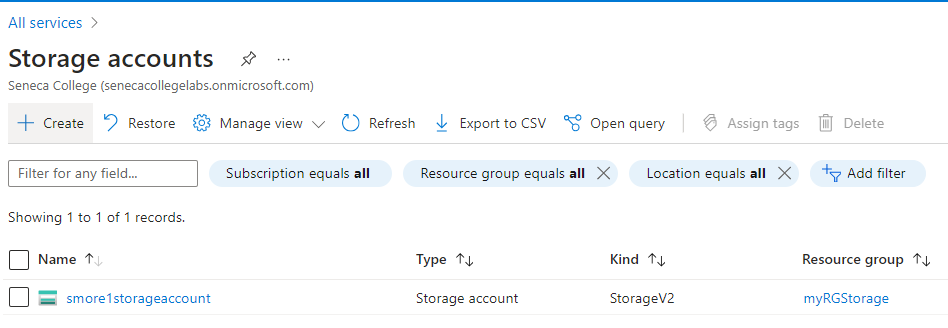 All services
Storage accounts
Seneca College (senecacollegelabs.onmicrosoft.com)
Create Restore Manage view Refresh Export to CSV Open query Assign tags Delete
Filter for any field... Subscription equals all Resource group equals all Location equals all Add filter
Showing 1 to 1 of 1 records.
Name Type Kind Resource group
smore1storageaccount Storage account StorageV2 myRGStorage